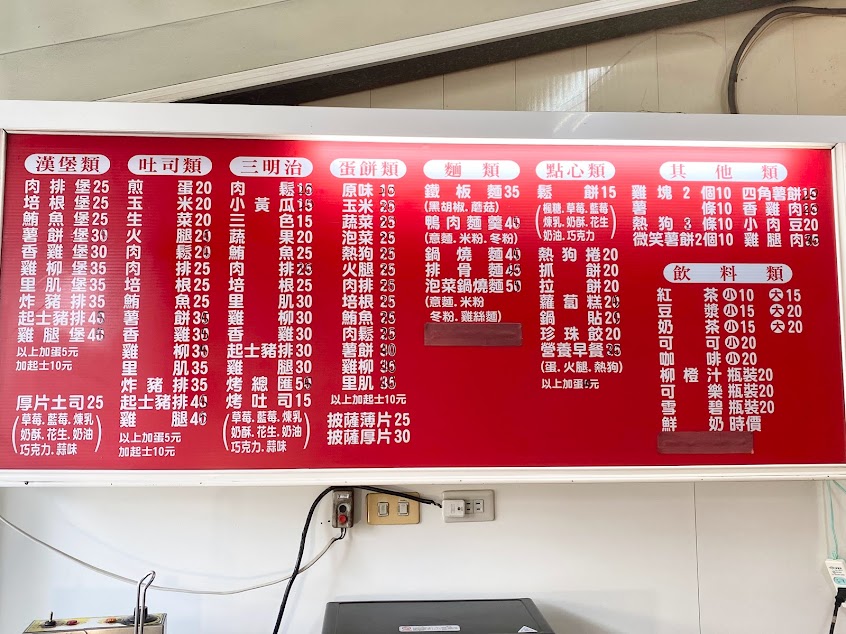 漢堡類
肉排堡25
培根堡25
鮪魚堡25
薯餅堡30
香雞堡30
雞柳堡35
里肌堡35
炸豬排35
起士豬排40
雞腿堡
以上加蛋5元
加起士10元
厚片土司25
(草莓.藍莓.煉乳
奶酥.花生.奶油
巧克力.蒜味)
吐司類
煎蛋20
玉米20
生菜20
火腿20
肉鬆20
肉排25
培根25
鮪魚25
薯餅
香雞
雞柳
里肌35
炸豬排35
起士豬排
雞腿
以上加蛋5元
加起士10元
三明治
肉鬆
小黃瓜
三色15
蔬果20
鮪魚
肉排25
培根25
里肌30
雞柳30
香雞
起士豬排30
烤總匯
烤吐司15
(草莓.藍莓.煉乳
奶酥.花生.奶油
巧克力.蒜味)
蛋餅類
原味
玉米
蔬菜
泡菜
熱狗
火腿
肉排
培根
鮪魚
肉鬆
薯餅
雞柳
里肌
以上加起士10元
披薩薄片25
披薩厚片30
麵類
鐵板麵35
(黑胡椒.蘑菇)
鴨肉麵羹
(意麵.米粉.冬粉)
鍋燒麵
排骨麵
泡菜鍋燒麵
(意麵.米粉
冬粉.雞絲麵)
點心類
鬆餅15
(楓糖.草莓.藍莓
煉乳.奶酥.花生
奶油.巧克力)
熱狗捲20
抓餅20
拉餅20
蘿蔔糕
鍋貼20
珍珠餃20
營養早餐
(蛋.火腿.熱狗)
以上加蛋5元
其他類
雞塊2個10
薯條10
熱狗3條10
微笑薯餅2個10
四角薯餅
香雞肉
小肉豆20
雞腿肉
飲料類
紅茶 小10 大15
豆漿 小15 大20
奶茶 小15 大20
可可 小20
咖啡 小20
柳橙汁瓶裝20
可樂瓶裝20
雪碧瓶裝20
鮮奶時價